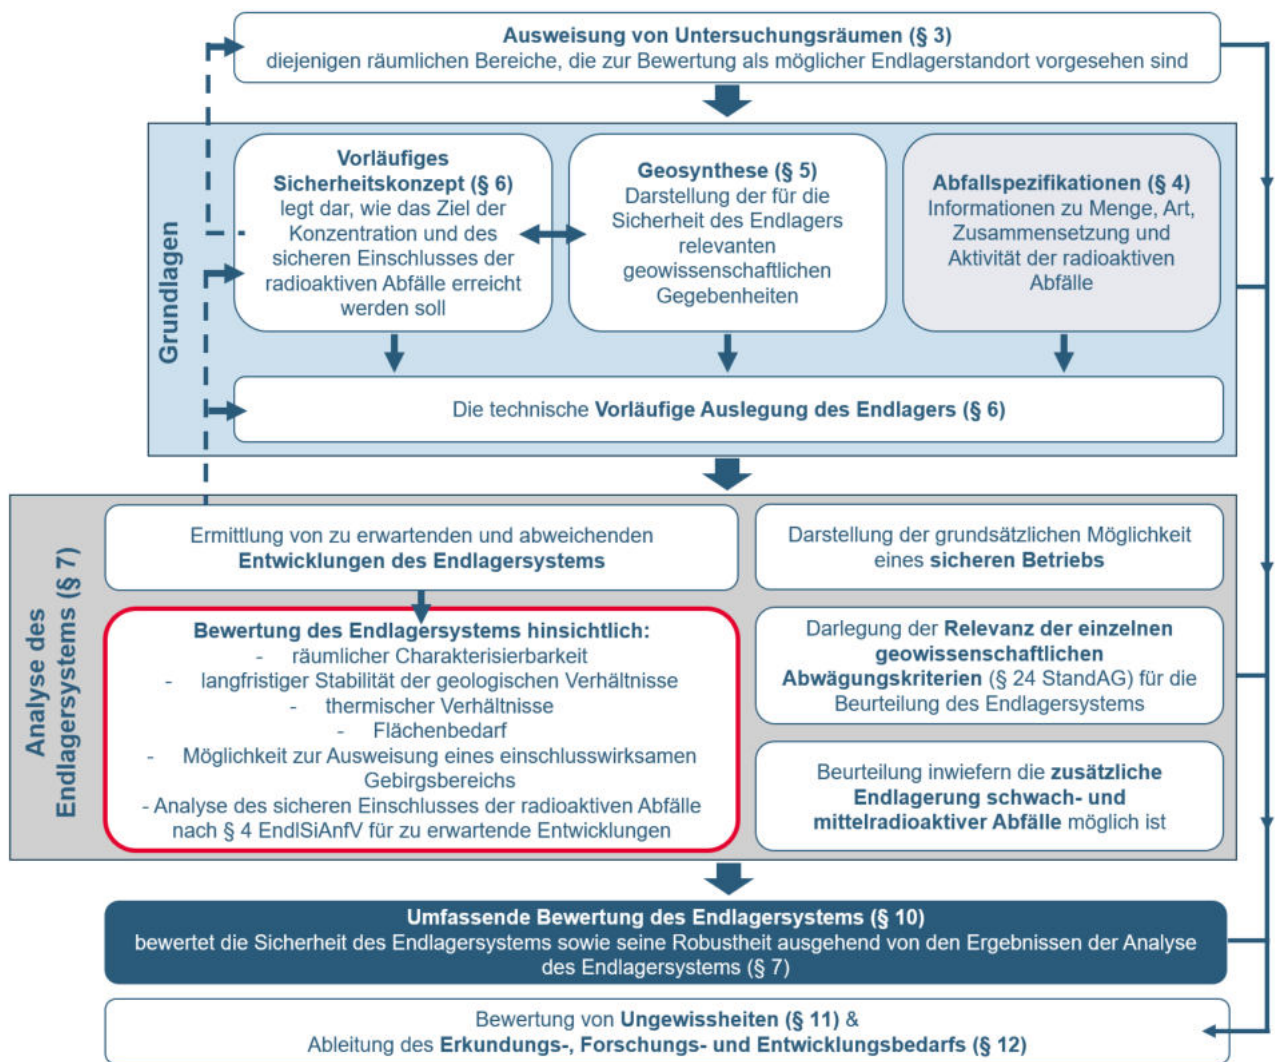 Ausweisung von Untersuchungsräumen (§ 3)
diejenigen räumlichen Bereiche, die zur Bewertung als möglicher Endlagerstandort vorgesehen sind
Grundlagen
Vorläufiges
Sicherheitskonzept (§ 6)
legt dar, wie das Ziel der
Konzentration und des
sicheren Einschlusses der
radioaktiven Abfälle erreicht
werden soll
Geosynthese (§ 5)
Darstellung der für die
Sicherheit des Endlagers
relevanten
geowissenschaftlichen
Gegebenheiten
Abfallspezifikationen (§ 4)
Informationen zu Menge, Art,
Zusammensetzung und
Aktivität der radioaktiven
Abfälle
Die technische Vorläufige Auslegung des Endlagers (§ 6)
Analyse des
Endlagersystems (§ 7)
Ermittlung von zu erwartenden und abweichenden
Entwicklungen des Endlagersystems
Bewertung des Endlagersystems hinsichtlich:
- räumlicher Charakterisierbarkeit
- langfristiger Stabilität der geologischen Verhältnisse
- thermischer Verhältnisse
- Flächenbedarf
- Möglichkeit zur Ausweisung eines einschlusswirksamen
Gebirgsbereichs
- Analyse des sicheren Einschlusses der radioaktiven Abfälle
nach § 4 EndlSiAnfV für zu erwartende Entwicklungen
Darstellung der grundsätzlichen Möglichkeit
eines sicheren Betriebs
Darlegung der Relevanz der einzelnen
geowissenschaftlichen
Abwägungskriterien (§ 24 StandAG) für die
Beurteilung des Endlagersystems
Beurteilung inwiefern die zusätzliche
Endlagerung schwach- und
mittelradioaktiver Abfälle möglich ist
Umfassende Bewertung des Endlagersystems (§ 10)
bewertet die Sicherheit des Endlagersystems sowie seine Robustheit ausgehend von den Ergebnissen der Analyse
des Endlagersystems (§ 7)
Bewertung von Ungewissheiten (§ 11) &
Ableitung des Erkundungs-, Forschungs- und Entwicklungsbedarfs (§ 12)